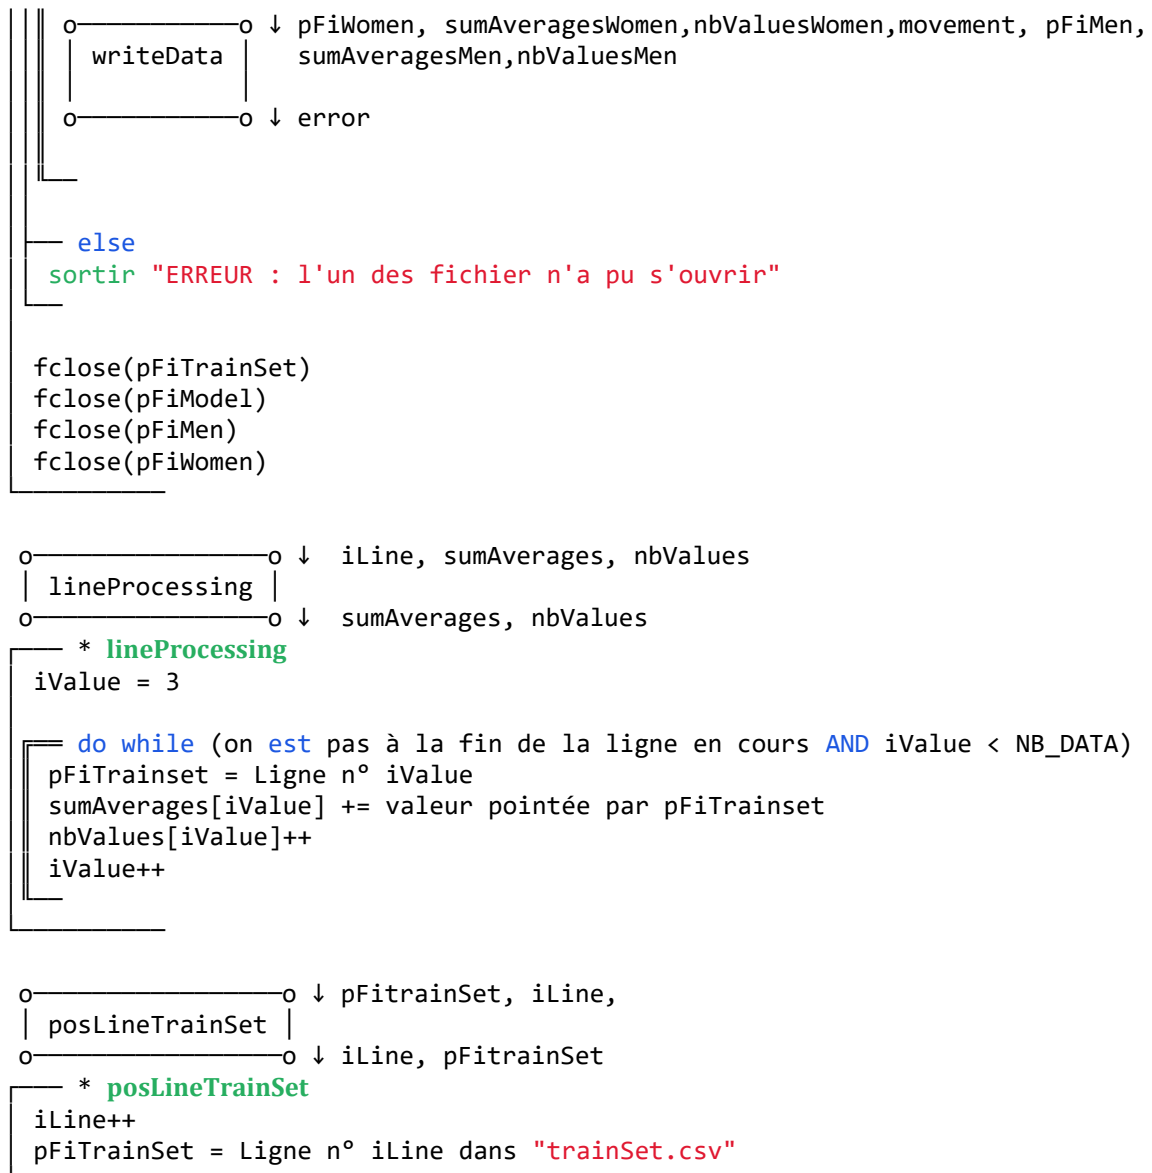 o o ↓ pFiWomen, sumAveragesWomen,nbValuesWomen,movement, pFiMen,
writeData sumAveragesMen,nbValuesMen
o o ↓ error
else
sortir "ERREUR : l'un des fichier n'a pu s'ouvrir"
fclose(pFiTrainSet)
fclose(pFiModel)
fclose(pFiMen)
fclose(pFiWomen)
o o ↓ iLine, sumAverages, nbValues
lineProcessing
o o ↓ sumAverages, nbValues
* lineProcessing
iValue = 3
do while (on est pas à la fin de la ligne en cours AND iValue < NB_DATA)
pFiTrainset = Ligne n° iValue
sumAverages[iValue] += valeur pointée par pFiTrainset
nbValues[iValue]++
iValue++
o o ↓ pFitrainSet, iLine,
posLineTrainSet
o o ↓ iLine, pFitrainSet
* posLineTrainSet
iLine++
pFiTrainSet = Ligne n° iLine dans "trainSet.csv"